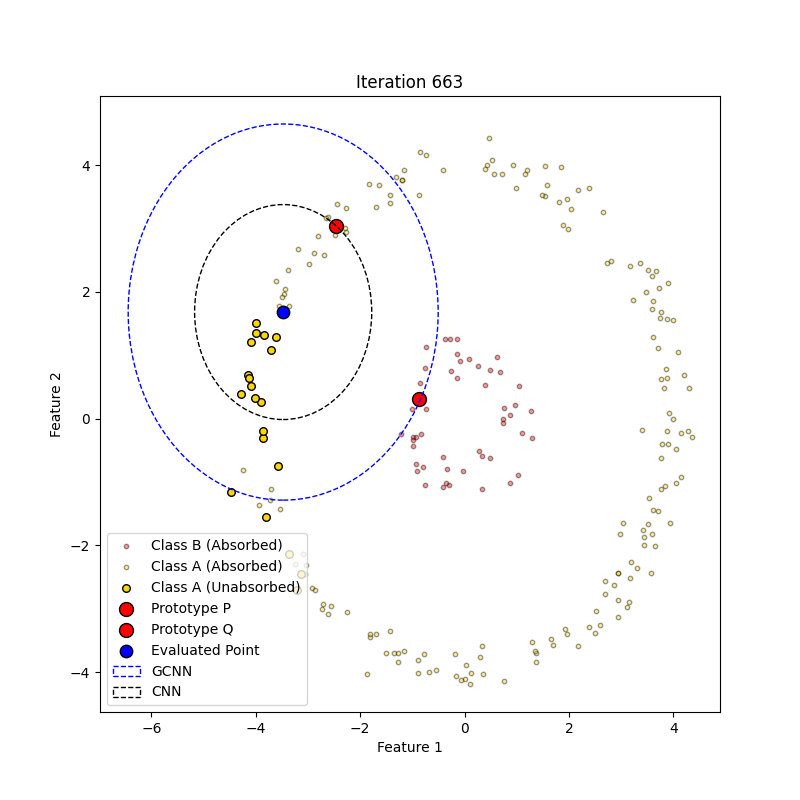 Iteration 663
Feature 2
4
2
0
−2
−4
Class B (Absorbed)
Class A (Absorbed)
Class A (Unabsorbed)
Prototype P
Prototype Q
Evaluated Point
GCNN
CNN
−6 −4 −2 0 2 4
Feature 1